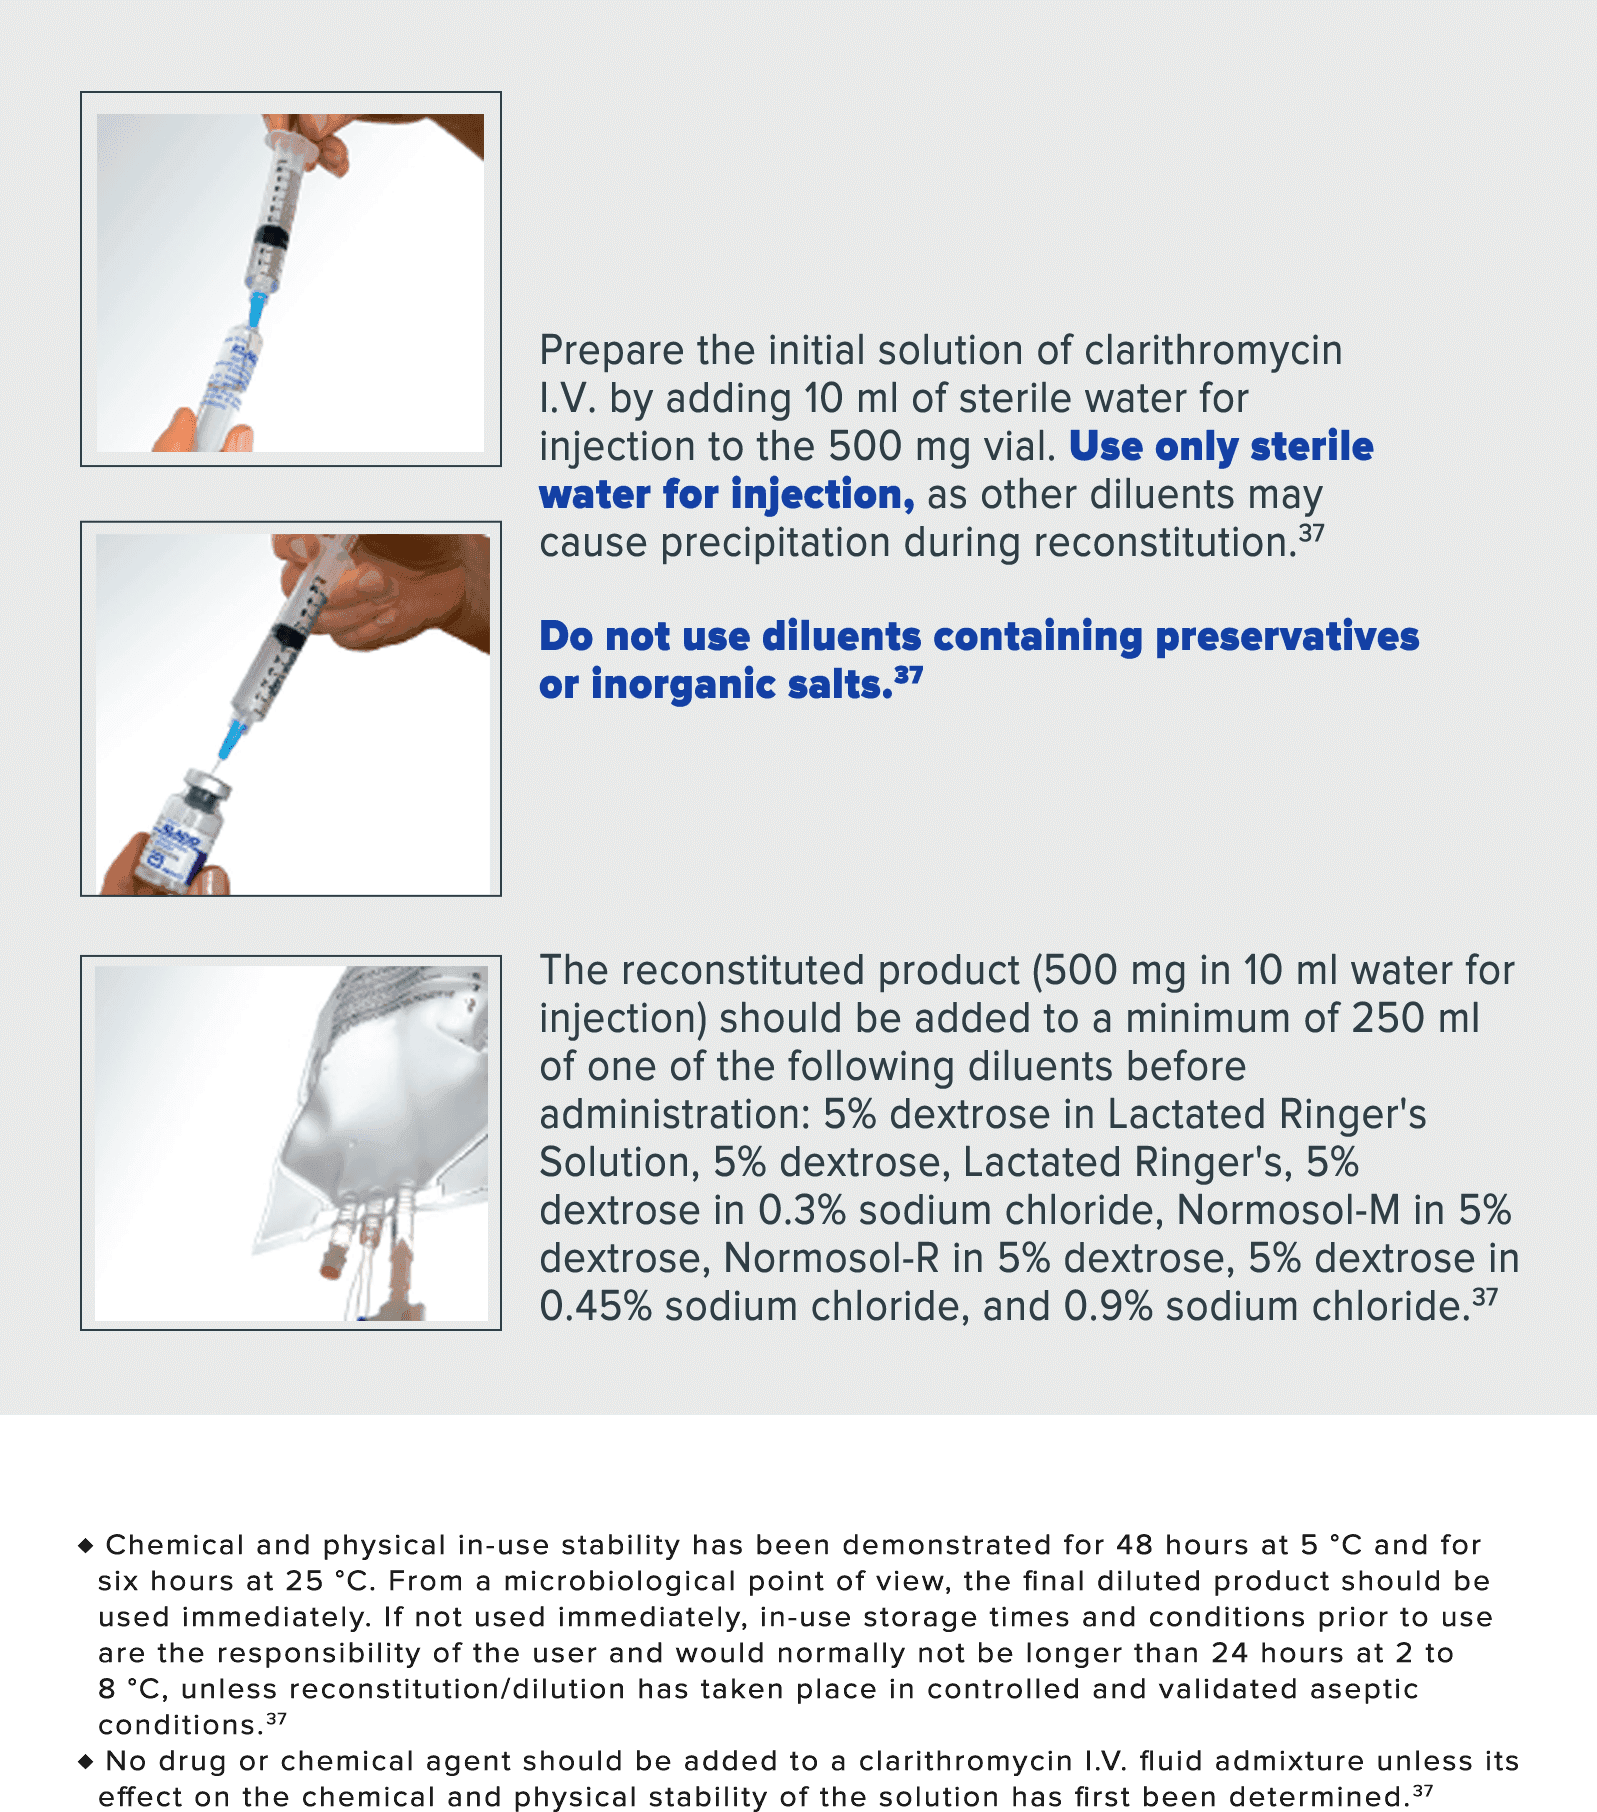 Prepare the initial solution of clarithromycin
I.V. by adding 10 ml of sterile water for
injection to the 500 mg vial. Use only sterile
water for injection, as other diluents may
cause precipitation during reconstitution.³⁷
Do not use diluents containing preservatives
or inorganic salts.³⁷
The reconstituted product (500 mg in 10 ml water for
injection) should be added to a minimum of 250 ml
of one of the following diluents before
administration: 5% dextrose in Lactated Ringer's
Solution, 5% dextrose, Lactated Ringer's, 5%
dextrose in 0.3% sodium chloride, Normosol-M in 5%
dextrose, Normosol-R in 5% dextrose, 5% dextrose in
0.45% sodium chloride, and 0.9% sodium chloride.³⁷
◆ Chemical and physical in-use stability has been demonstrated for 48 hours at 5 °C and for
six hours at 25 °C. From a microbiological point of view, the final diluted product should be
used immediately. If not used immediately, in-use storage times and conditions prior to use
are the responsibility of the user and would normally not be longer than 24 hours at 2 to
8 °C, unless reconstitution/dilution has taken place in controlled and validated aseptic
conditions.³⁷
◆ No drug or chemical agent should be added to a clarithromycin I.V. fluid admixture unless its
effect on the chemical and physical stability of the solution has first been determined.³⁷